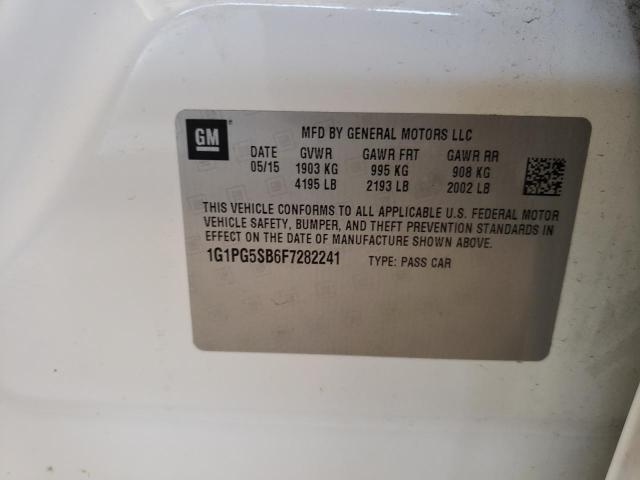 GM
MFD BY GENERAL MOTORS LLC
DATE GVWR GAWR FRT GAWR RR
05/15 1903 KG 995 KG 908 KG
4195 LB 2193 LB 2002 LB
THIS VEHICLE CONFORMS TO ALL APPLICABLE U.S. FEDERAL MOTOR
VEHICLE SAFETY, BUMPER, AND THEFT PREVENTION STANDARDS
IN EFFECT ON THE DATE OF MANUFACTURE SHOWN ABOVE.
1G1PG5SB6F7282241 TYPE: PASS CAR